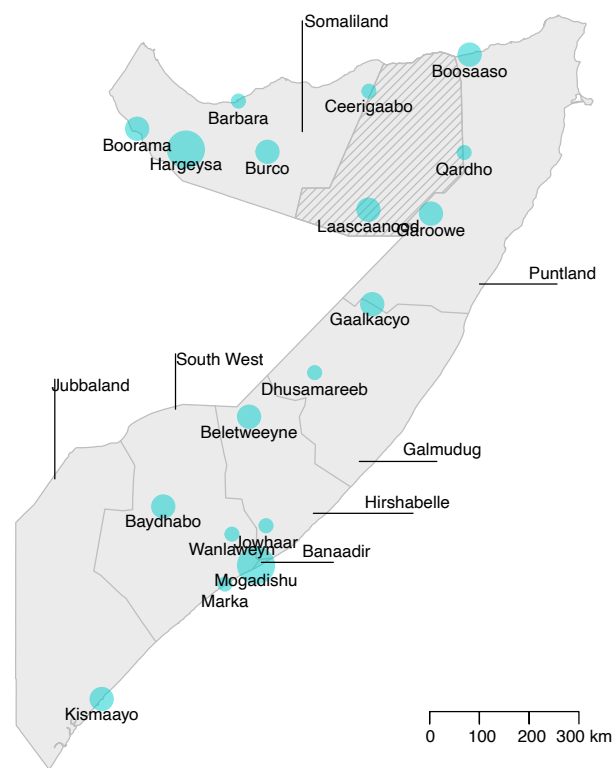 Somaliland
Boosaaso
Ceerigaabo
Barbara
Boorama
Hargeysa
Burco
Qardho
Laascaanood
Garoowe
Puntland
Gaalkacyo
South West
Jubbaland
Dhusamareeb
Beletweeyne
Galmudug
Hirshabelle
Baydhabo
Jowhaar
Wanlaweyn
Banaadir
Mogadishu
Marka
Kismaayo
0 100 200 300 km